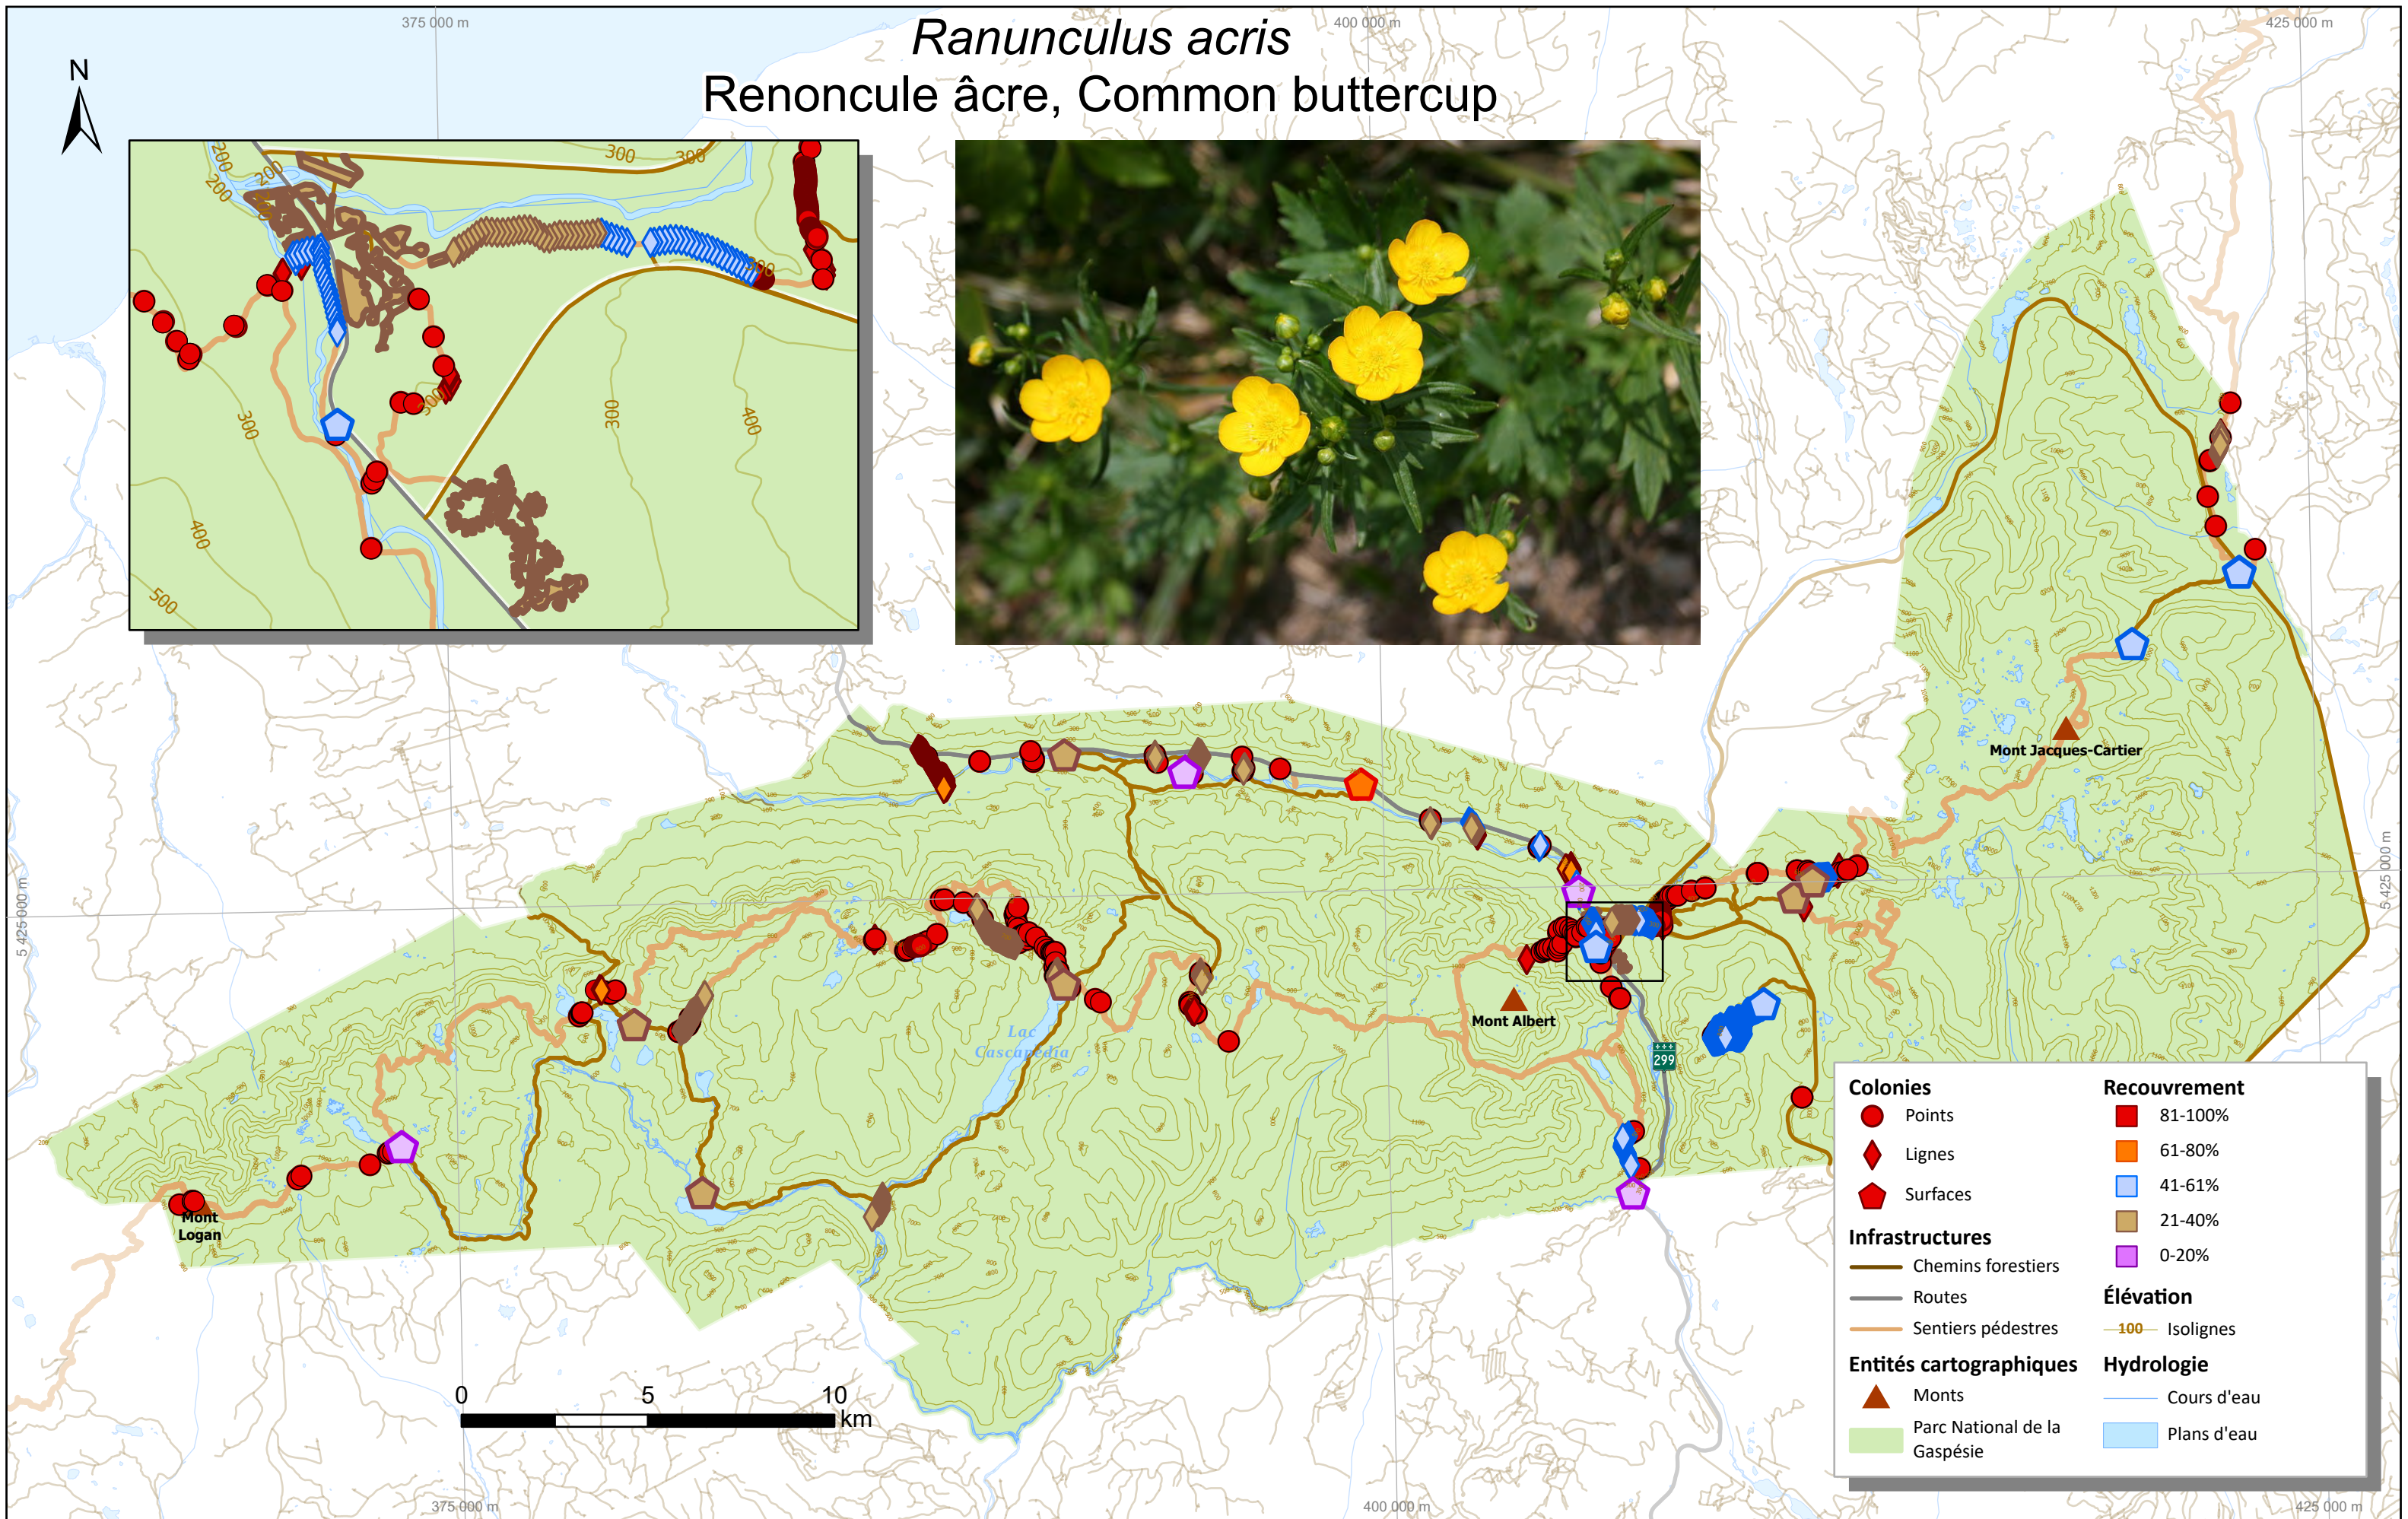 375 000 m
400 000 m
425 000 m
Ranunculus acris
Renoncule âcre, Common buttercup
N
200
200
200
300
300
300
300
300
300
400
400
500
Mont Jacques-Cartier
5 425 000 m
5 425 000 m
Lac
Cascapédia
Mont Albert
299
Mont
Logan
0 5 10
km
Colonies
Points
Lignes
Surfaces
Infrastructures
Chemins forestiers
Routes
Sentiers pédestres
Entités cartographiques
Monts
Parc National de la
Gaspésie
Recouvrement
81-100%
61-80%
41-61%
21-40%
0-20%
Élévation
100 Isolignes
Hydrologie
Cours d'eau
Plans d'eau
375 000 m
400 000 m
425 000 m